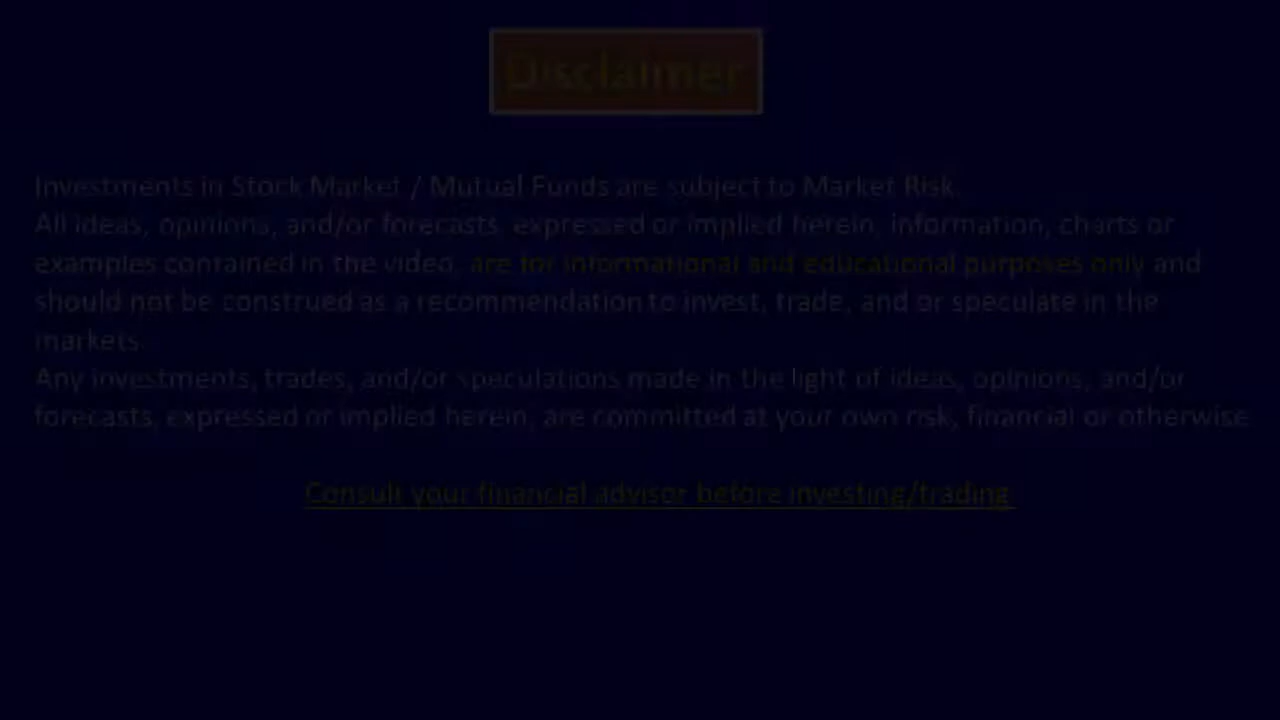 Disclaimer
Investments in Stock Market / Mutual Funds are subject to Market Risk.
All ideas, opinions, and/or forecasts, expressed or implied herein, information, charts or
examples contained in the video, are for informational and educational purposes only and
should not be construed as a recommendation to invest, trade, and or speculate in the
markets.
Any investments, trades, and/or speculations made in the light of ideas, opinions, and/or
forecasts, expressed or implied herein, are committed at your own risk, financial or otherwise
Consult your financial advisor before investing/trading.